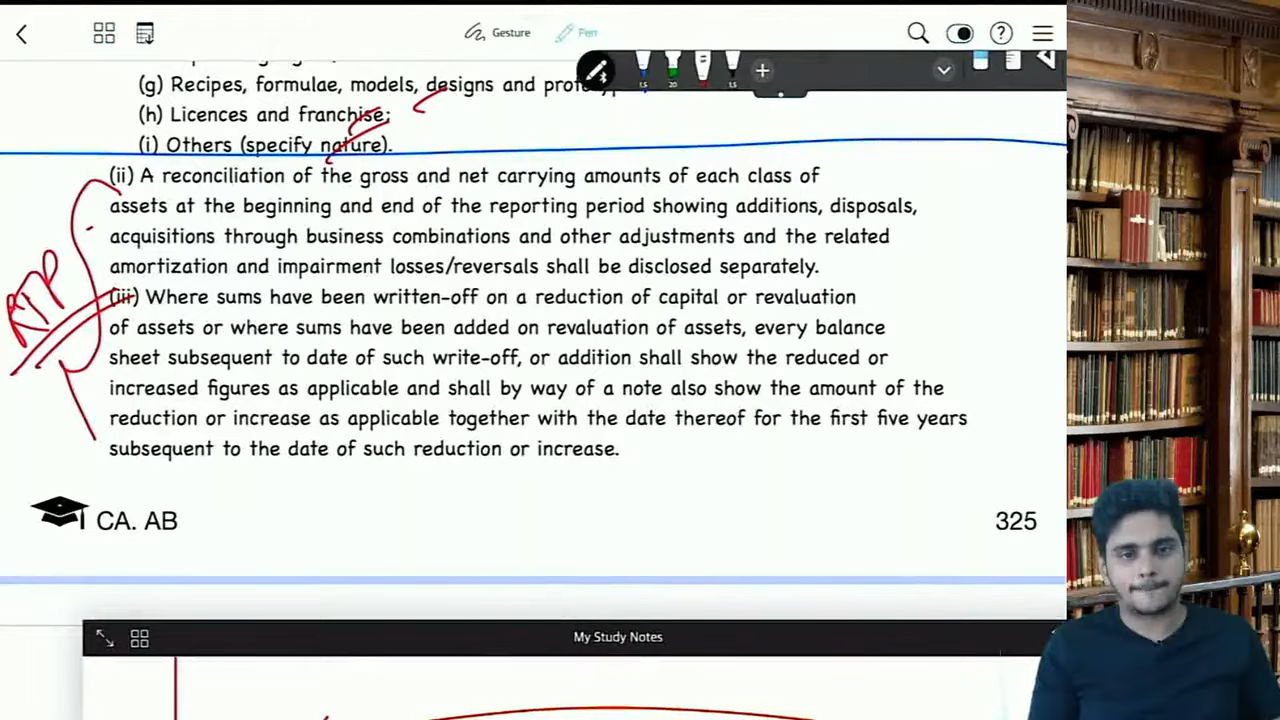 Gesture
Pen
(g) Recipes, formulae, models, designs and
(h) Licences and franchise;
(i) Others (specify nature).
(ii) A reconciliation of the gross and net carrying amounts of each class of
assets at the beginning and end of the reporting period showing additions, disposals,
acquisitions through business combinations and other adjustments and the related
amortization and impairment losses/reversals shall be disclosed separately.
RTP
(iii) Where sums have been written-off on a reduction of capital or revaluation
of assets or where sums have been added on revaluation of assets, every balance
sheet subsequent to date of such write-off, or addition shall show the reduced or
increased figures as applicable and shall by way of a note also show the amount of the
reduction or increase as applicable together with the date thereof for the first five years
subsequent to the date of such reduction or increase.
CA. AB
325
My Study Notes